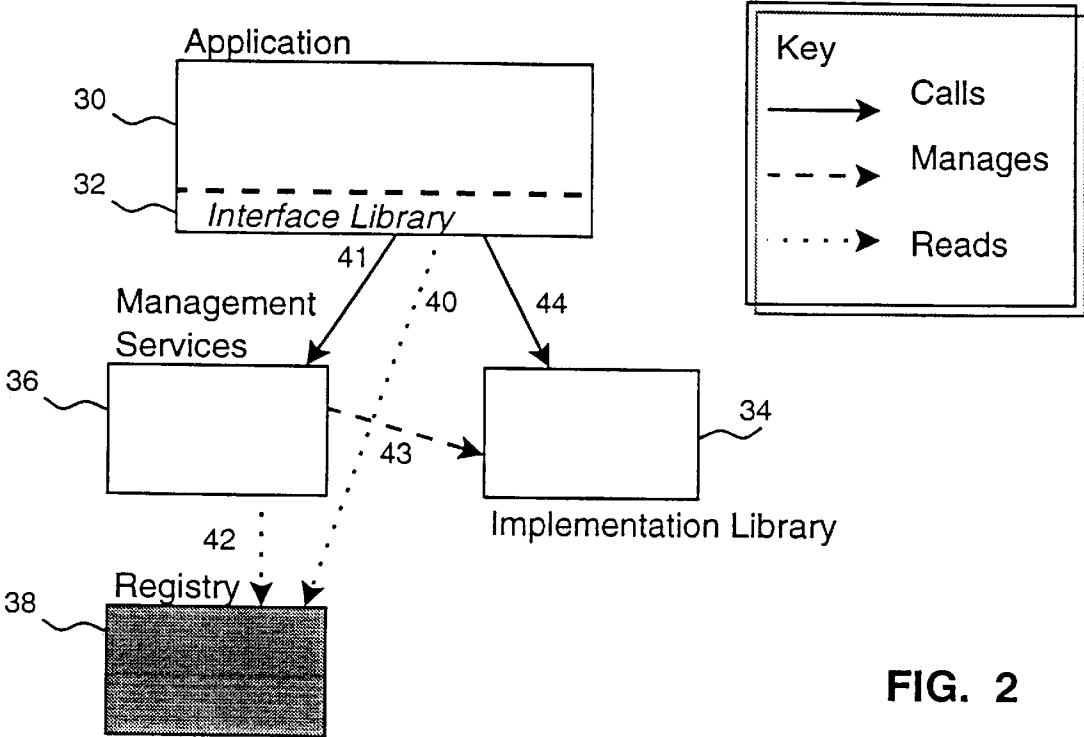 Application
30
32
Interface Library
Key
Calls
Manages
Reads
41
40
44
Management
Services
36
34
43
Implementation Library
42
Registry
38
FIG. 2